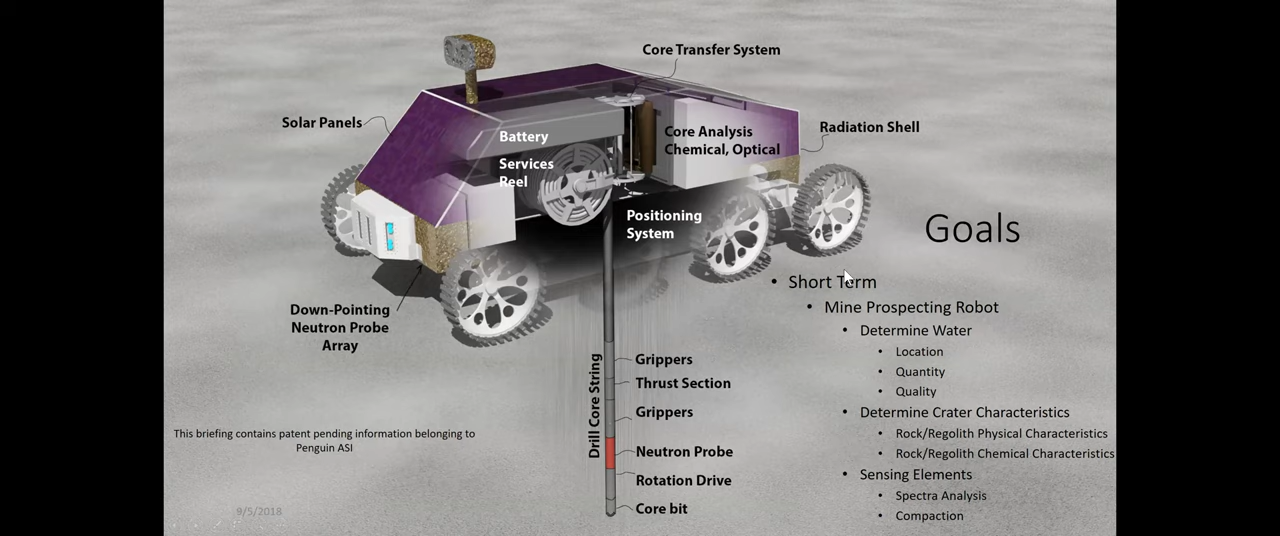 Core Transfer System
Solar Panels
Battery
Services
Reel
Core Analysis
Chemical, Optical
Radiation Shell
Positioning
System
Down-Pointing
Neutron Probe
Array
Drill Core String
Grippers
Thrust Section
Grippers
Neutron Probe
Rotation Drive
Core bit
This briefing contains patent pending information belonging to
Penguin ASI
9/5/2018
Goals
• Short Term
• Mine Prospecting Robot
• Determine Water
• Location
• Quantity
• Quality
• Determine Crater Characteristics
• Rock/Regolith Physical Characteristics
• Rock/Regolith Chemical Characteristics
• Sensing Elements
• Spectra Analysis
• Compaction